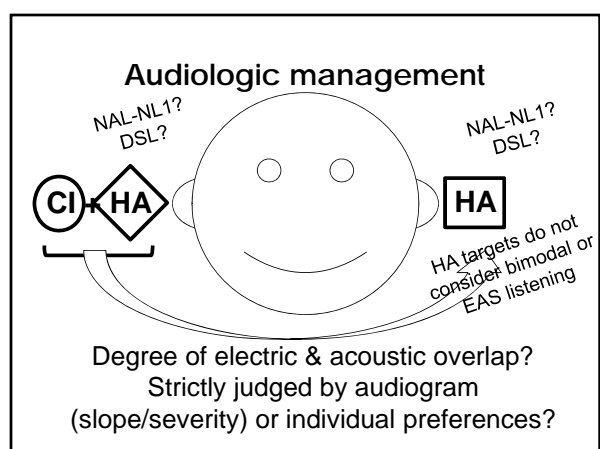 Audiologic management
NAL-NL1?
DSL?
NAL-NL1?
DSL?
CI + HA
HA
HA targets do not
consider bimodal or
EAS listening
Degree of electric & acoustic overlap?
Strictly judged by audiogram
(slope/severity) or individual preferences?